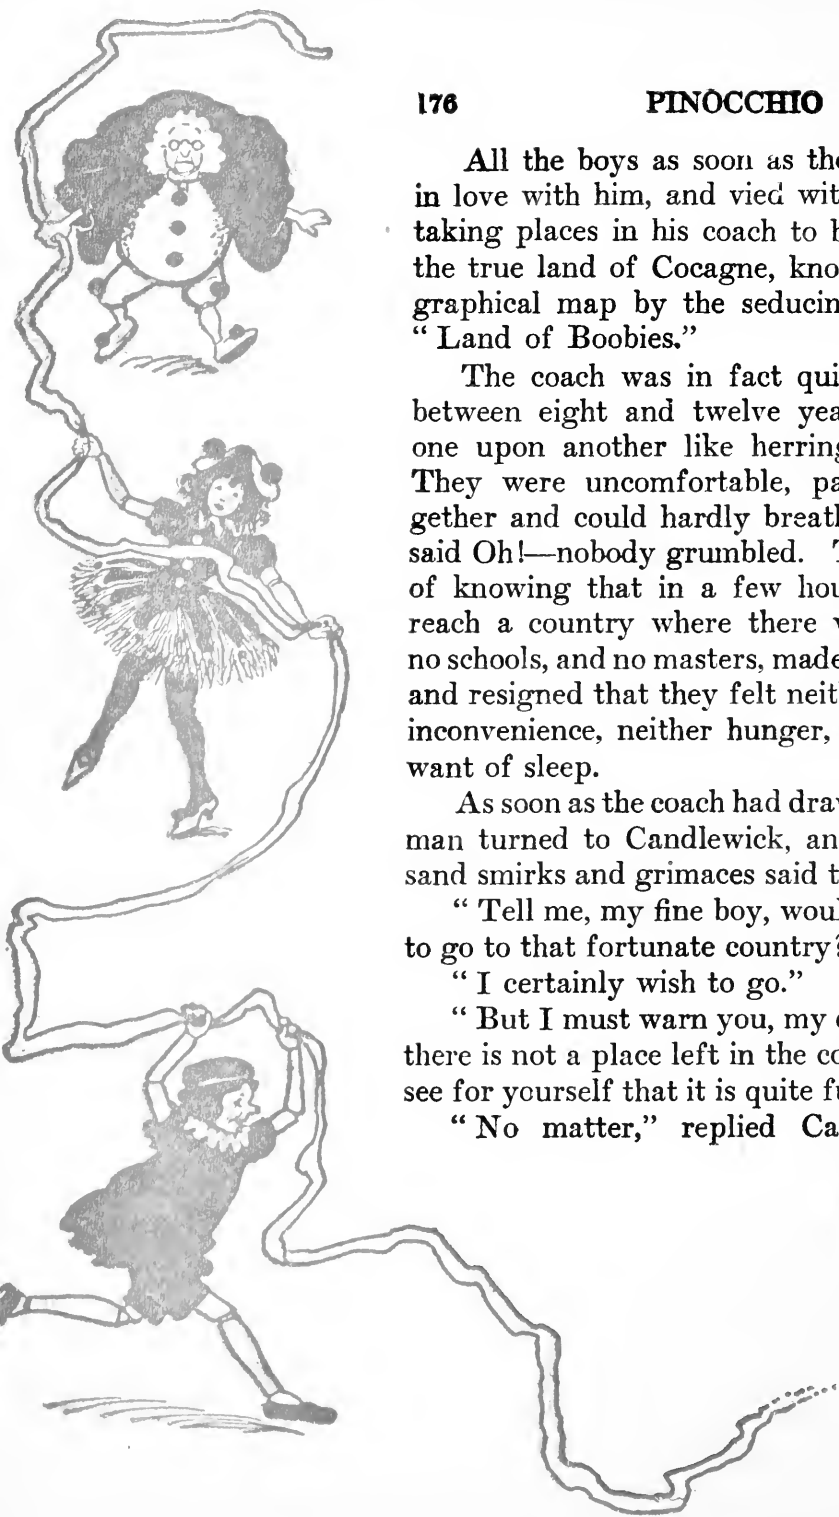 176 PINOCCHIO
All the boys as soon as the
in love with him, and vied wit
taking places in his coach to b
the true land of Cocagne, kno
graphical map by the seducin
“ Land of Boobies.”
The coach was in fact qui
between eight and twelve yea
one upon another like herring
They were uncomfortable, pa
gether and could hardly breath
said Oh!—nobody grumbled. T
of knowing that in a few hou
reach a country where there w
no schools, and no masters, made
and resigned that they felt neit
inconvenience, neither hunger,
want of sleep.
As soon as the coach had dra
man turned to Candlewick, an
sand smirks and grimaces said t
“ Tell me, my fine boy, woul
to go to that fortunate country?
“ I certainly wish to go.”
“ But I must warn you, my
there is not a place left in the co
see for yourself that it is quite fu
“ No matter,” replied Ca